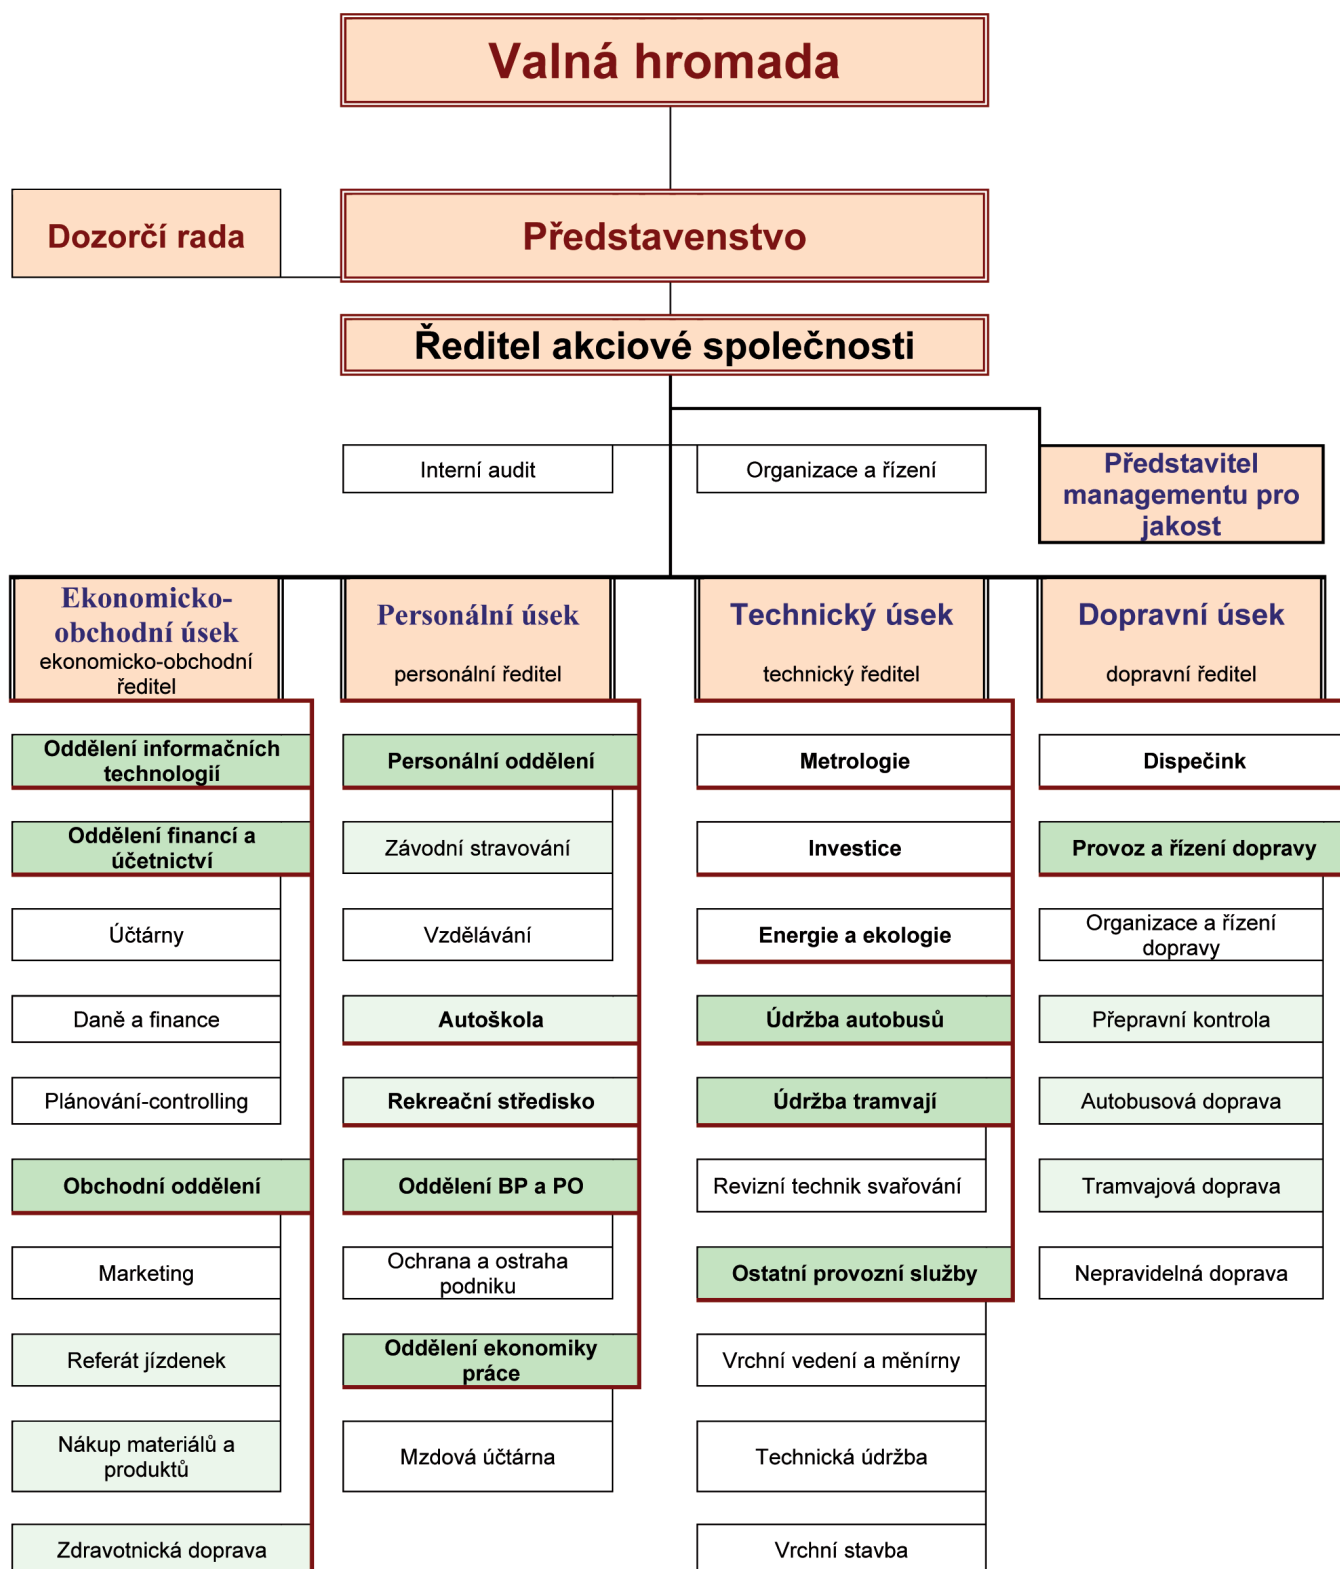 Valná hromada
Dozorčí rada
Představenstvo
Ředitel akciové společnosti
Interní audit
Organizace a řízení
Představitel
managementu pro
jakost
Ekonomicko-
obchodní úsek
ekonomicko-obchodní
ředitel
Oddělení informačních
technologií
Oddělení financí a
účetnictví
Účtárny
Daně a finance
Plánování-controlling
Obchodní oddělení
Marketing
Referát jízdenek
Nákup materiálů a
produktů
Zdravotnická doprava
Personální úsek
personální ředitel
Personální oddělení
Závodní stravování
Vzdělávání
Autoškola
Rekreační středisko
Oddělení BP a PO
Ochrana a ostraha
podniku
Oddělení ekonomiky
práce
Mzdová účtárna
Technický úsek
technický ředitel
Metrologie
Investice
Energie a ekologie
Údržba autobusů
Údržba tramvají
Revizní technik svařování
Ostatní provozní služby
Vrchní vedení a měnírny
Technická údržba
Vrchní stavba
Dopravní úsek
dopravní ředitel
Dispečink
Provoz a řízení dopravy
Organizace a řízení
dopravy
Přepravní kontrola
Autobusová doprava
Tramvajová doprava
Nepravidelná doprava